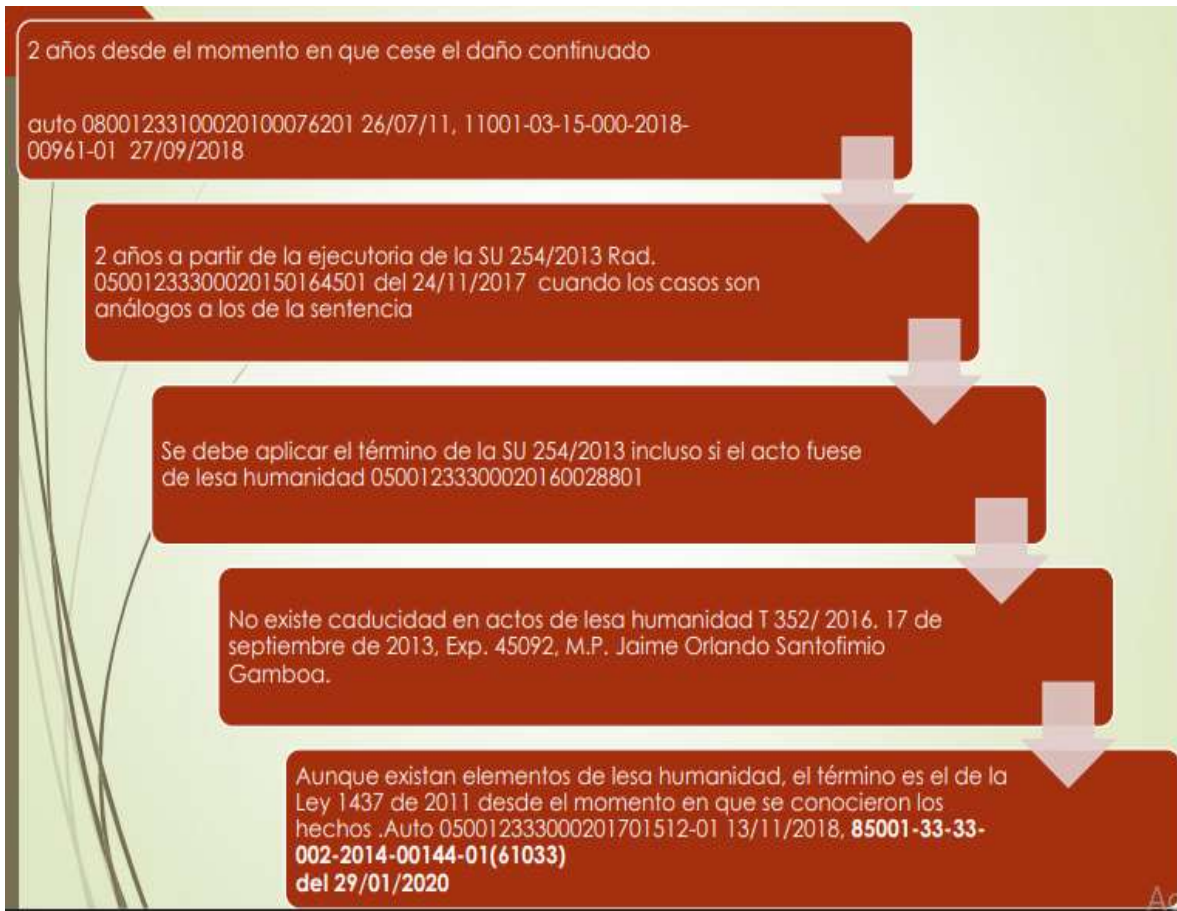 2 años desde el momento en que cese el daño continuado
auto 08001233100020100076201 26/07/11, 11001-03-15-000-2018-
00961-01 27/09/2018
2 años a partir de la ejecutoria de la SU 254/2013 Rad.
05001233300020150164501 del 24/11/2017 cuando los casos son
análogos a los de la sentencia
Se debe aplicar el término de la SU 254/2013 incluso si el acto fuese
de lesa humanidad 05001233300020160028801
No existe caducidad en actos de lesa humanidad T 352/ 2016. 17 de
septiembre de 2013, Exp. 45092, M.P. Jaime Orlando Santofimio
Gamboa.
Aunque existan elementos de lesa humanidad, el término es el de la
Ley 1437 de 2011 desde el momento en que se conocieron los
hechos .Auto 050012333000201701512-01 13/11/2018, 85001-33-33-
002-2014-00144-01(61033)
del 29/01/2020